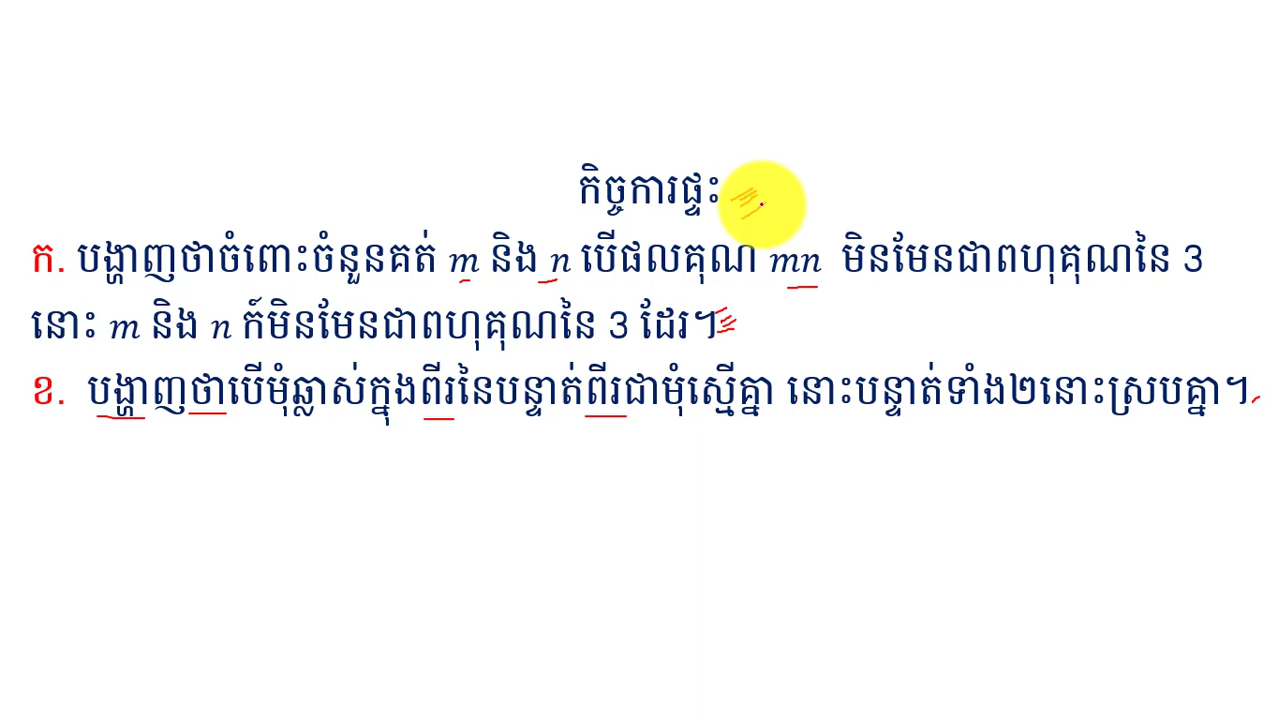 កិច្ចការផ្ទះ
ក. បង្ហាញថាចំពោះចំនួនគត់ m និង n បើផលគុណ mn មិនមែនជាពហុគុណនៃ 3
នោះ m និង n ក៍មិនមែនជាពហុគុណនៃ 3 ដែរ។
ខ. បង្ហាញថាបើមុំឆ្លាស់ក្នុងពីរនៃបន្ទាត់ពីរជាមុំស្មើគ្នា នោះបន្ទាត់ទាំង២នោះស្របគ្នា។